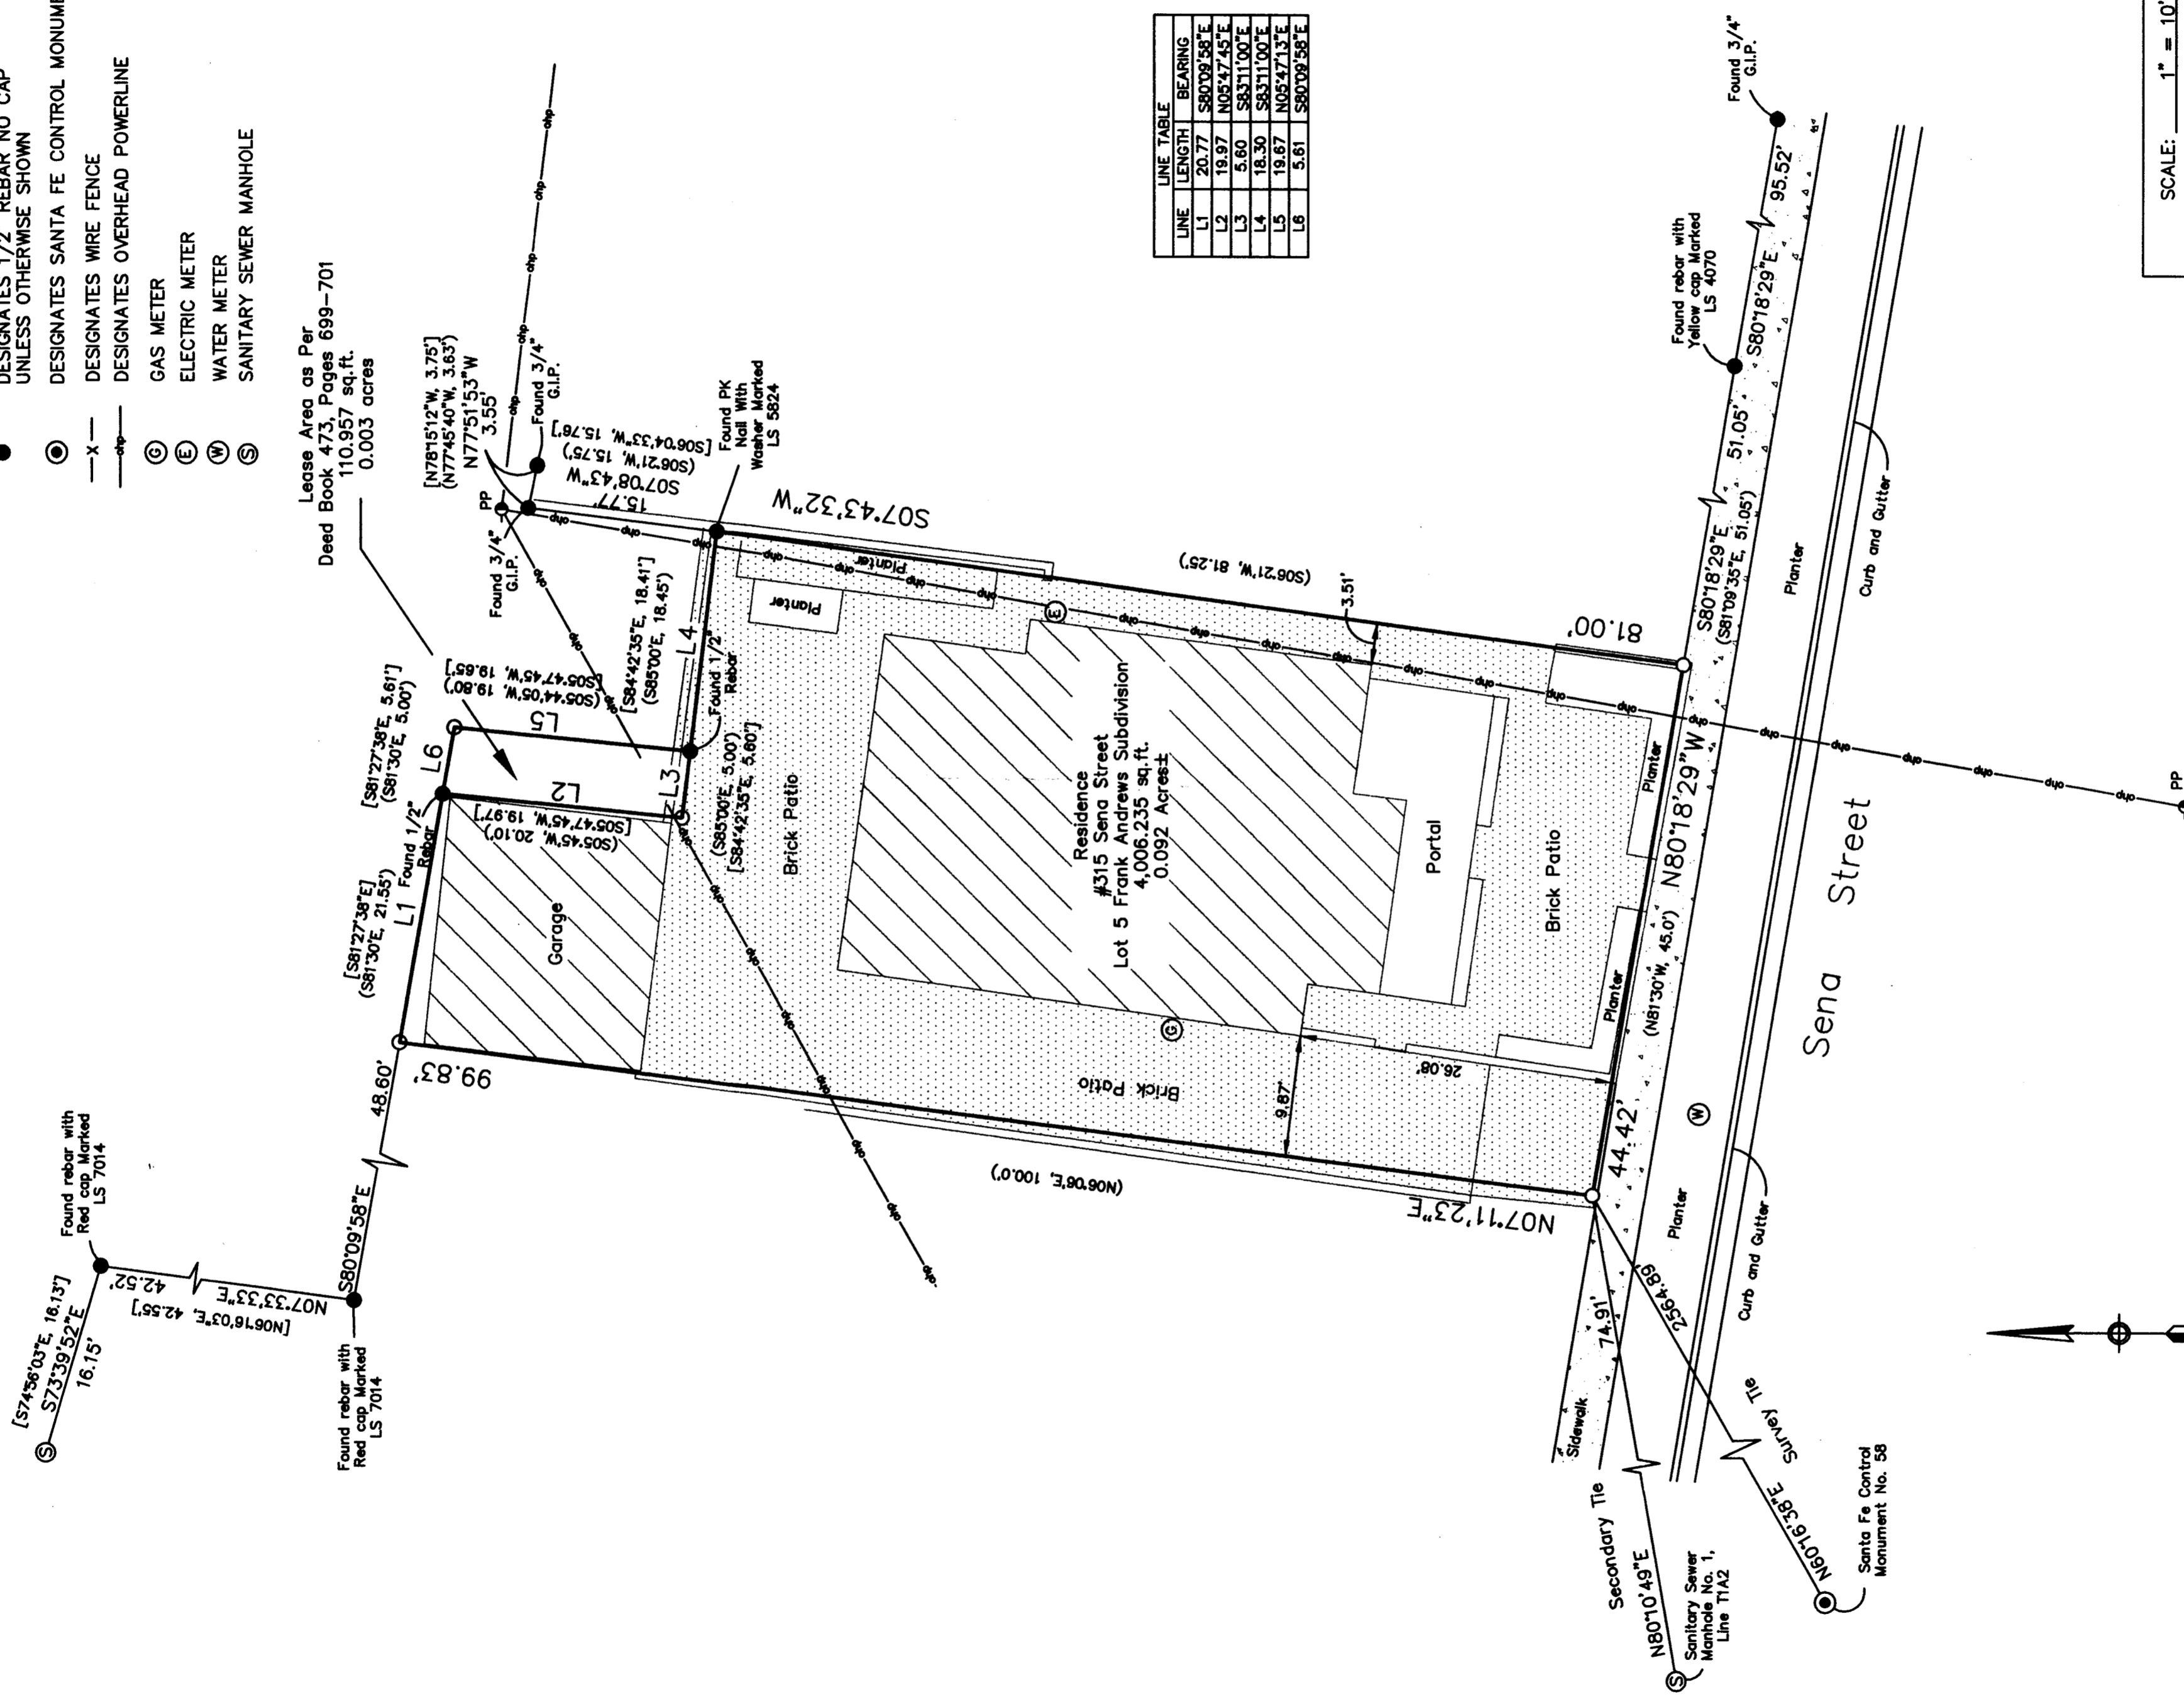 DESIGNATES 1/2" REBAR NO CAP
UNLESS OTHERWISE SHOWN
DESIGNATES SANTA FE CONTROL MONUME
—X— DESIGNATES WIRE FENCE
—ohp— DESIGNATES OVERHEAD POWERLINE
G GAS METER
E ELECTRIC METER
W WATER METER
S SANITARY SEWER MANHOLE
Lease Area as Per
Deed Book 473, Pages 699-701
110.957 sq.ft.
0.003 acres
[N78°15'12"W, 3.75']
(N77°45'40"W, 3.63')
N77°51'53"W
3.55'
PP
Found 3/4"
G.I.P.
Found 3/4"
G.I.P.
[S06°04'33"W, 15.76']
(S06°21'W, 15.75')
S07°08'43"W
15.77'
Found PK
Nail With
Washer Marked
LS 5824
S07°43'32"W
(S06°21'W, 81.25')
81.00'
3.51'
LINE TABLE
LINE LENGTH BEARING
L1 20.77 S80°09'58"E
L2 19.97 N05°47'45"E
L3 5.60 S83°11'00"E
L4 18.30 S83°11'00"E
L5 19.67 N05°47'13"E
L6 5.61 S80°09'58"E
Found 3/4"
G.I.P.
Found rebar with
Yellow cap Marked
LS 4070
95.52'
S80°18'29"E
51.05'
S80°18'29"E
(S81°09'35"E, 51.05')
SCALE: 1" = 10'
[S81°27'38"E, 5.61']
(S81°30'E, 5.00')
L6
L5
(S05°44'05"W, 19.80')
[S05°47'45"W, 19.65']
[S84°42'35"E, 18.41']
(S85°00'E, 18.45')
L4
Found 1/2"
Rebar
L3
(S85°00'E, 5.00')
[S84°42'35"E, 5.60']
L2
(S05°45'W, 20.10')
[S05°47'45"W, 19.97']
Found 1/2"
Rebar
L1
[S81°27'38"E]
(S81°30'E, 21.55')
Garage
Brick Patio
Planter
Planter
E
Residence
#315 Sena Street
Lot 5 Frank Andrews Subdivision
4,006.235 sq.ft.
0.092 Acres±
Portal
Brick Patio
Planter
Planter
G
Brick Patio
9.87'
26.08'
99.83'
(N06°06'E, 100.0')
N07°11'23"E
44.42'
N80°18'29"W
(N81°30'W, 45.0')
Planter
Curb and Gutter
Sena Street
PP
W
Planter
Curb and Gutter
48.60'
S80°09'58"E
Found rebar with
Red cap Marked
LS 7014
42.52'
N07°33'33"E
[N06°16'03"E, 42.55']
[S74°56'03"E, 16.13']
S73°39'52"E
16.15'
S
Found rebar with
Red cap Marked
LS 7014
Sidewalk
74.91'
2564.89'
Secondary Tie
N80°10'49"E
Survey Tie
N60°16'38"E
S
Sanitary Sewer
Manhole No. 1,
Line T1A2
Santa Fe Control
Monument No. 58